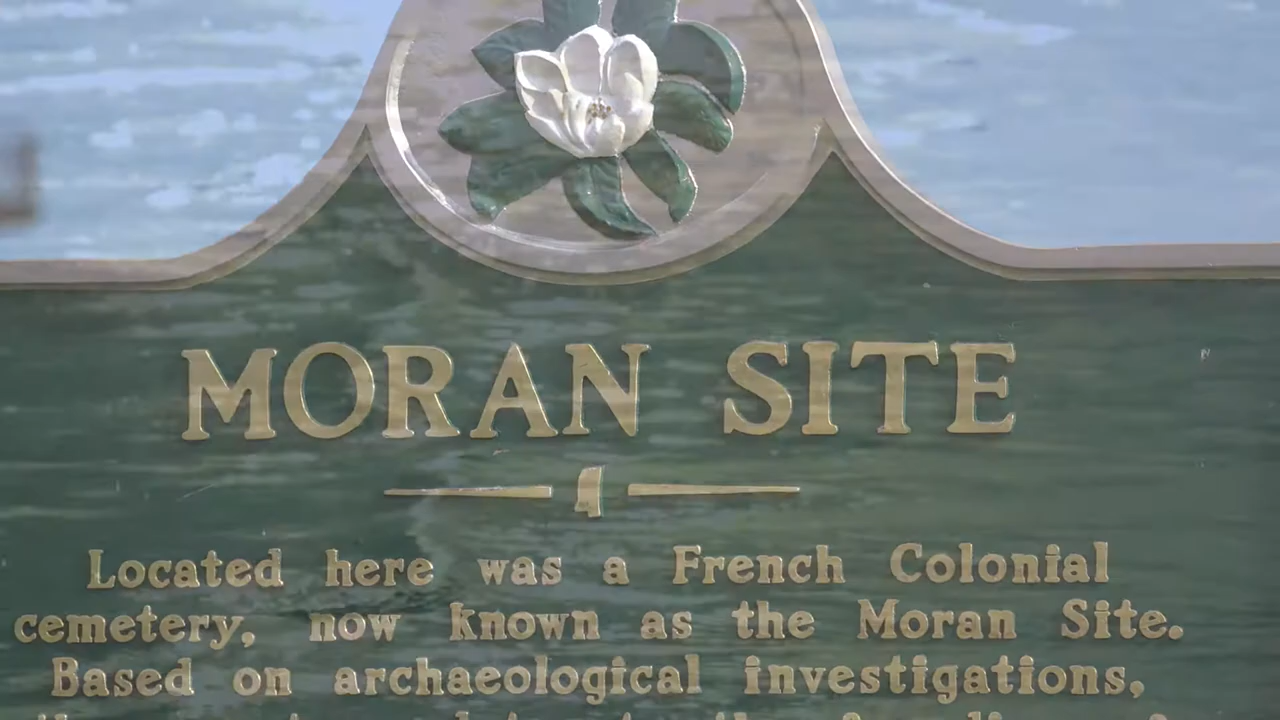 MORAN SITE
Located here was a French Colonial
cemetery, now known as the Moran Site.
Based on archaeological investigations,